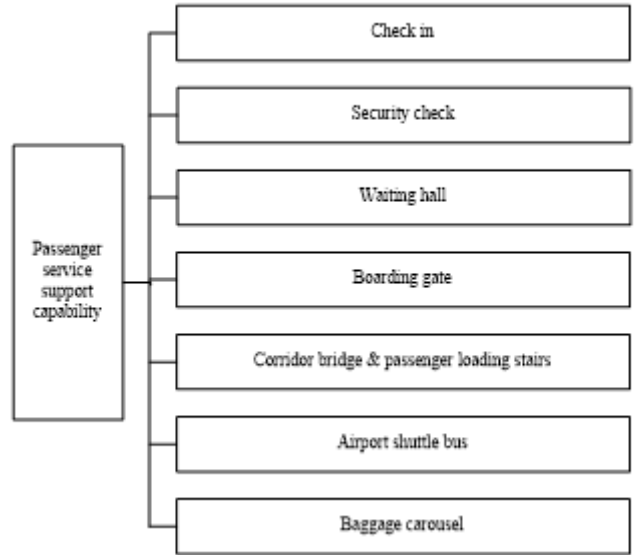 Check in
Security check
Waiting hall
Passenger
service
support
capability
Boarding gate
Corridor bridge & passenger loading stairs
Airport shuttle bus
Baggage carousel